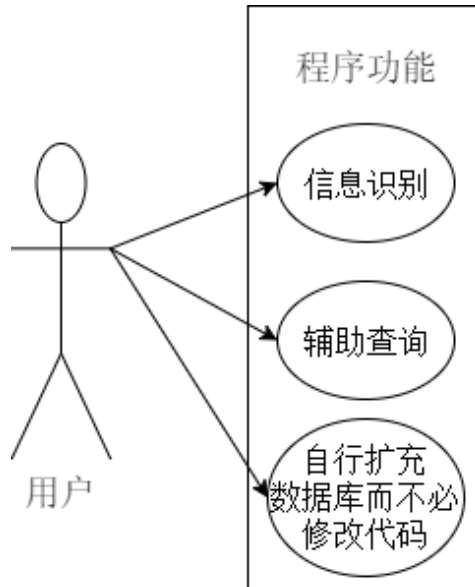 程序功能
信息识别
辅助查询
自行扩充
数据库而不必
修改代码
用户